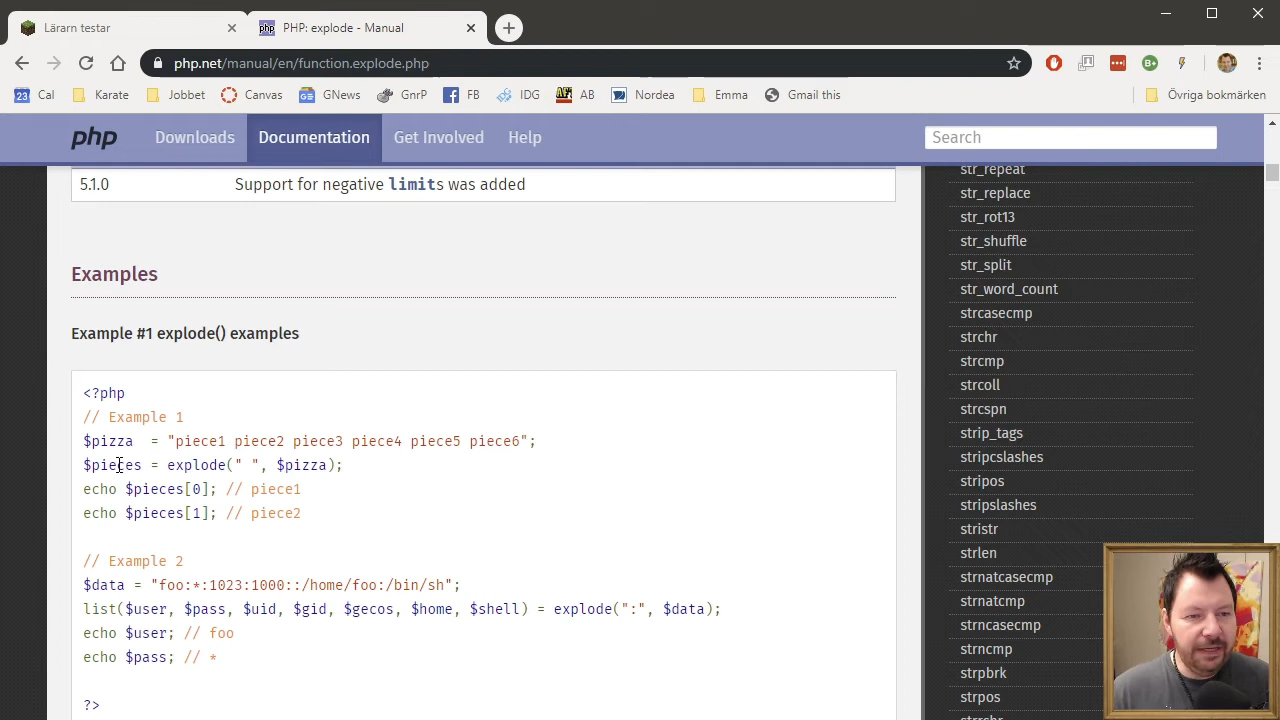 Lärarn testar
php PHP: explode - Manual
php.net/manual/en/function.explode.php
23 Cal Karate Jobbet Canvas GNews GnrP FB IDG AB Nordea Emma Gmail this Övriga bokmärken
php Downloads Documentation Get Involved Help Search
5.1.0 Support for negative limits was added
Examples
Example #1 explode() examples
<?php
// Example 1
$pizza  = "piece1 piece2 piece3 piece4 piece5 piece6";
$pieces = explode(" ", $pizza);
echo $pieces[0]; // piece1
echo $pieces[1]; // piece2
// Example 2
$data = "foo:*:1023:1000::/home/foo:/bin/sh";
list($user, $pass, $uid, $gid, $gecos, $home, $shell) = explode(":", $data);
echo $user; // foo
echo $pass; // *
?>
str_repeat
str_replace
str_rot13
str_shuffle
str_split
str_word_count
strcasecmp
strchr
strcmp
strcoll
strcspn
strip_tags
stripcslashes
stripos
stripslashes
stristr
strlen
strnatcasecmp
strnatcmp
strncasecmp
strncmp
strpbrk
strpos